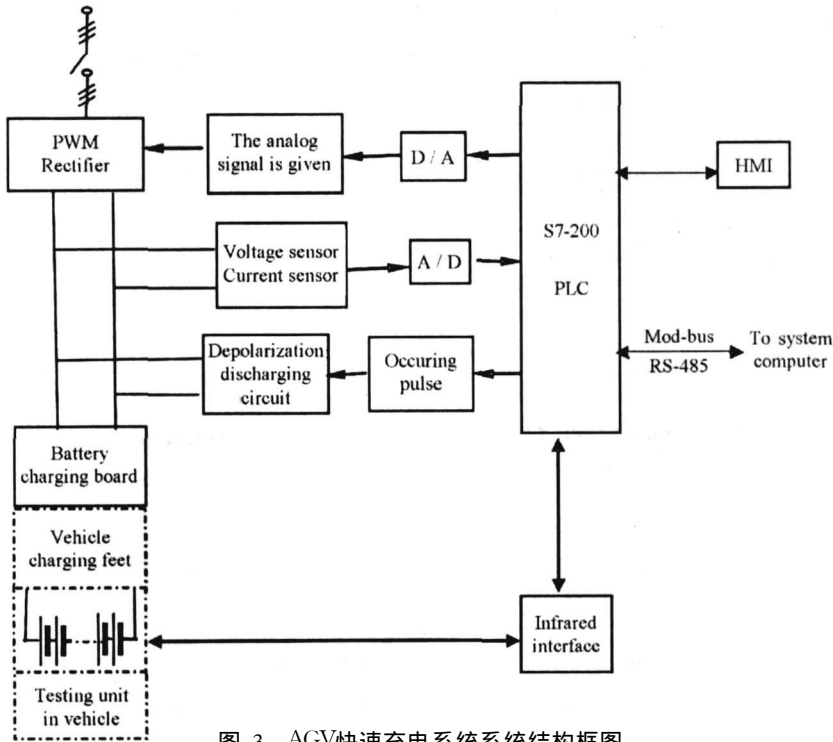 PWM
Rectifier
The analog
signal is given
D / A
HMI
Voltage sensor
Current sensor
A / D
S7-200
PLC
Depolarization
discharging
circuit
Occuring
pulse
Mod-bus
RS-485
To system
computer
Battery
charging board
Vehicle
charging feet
Infrared
interface
Testing unit
in vehicle
图 3 AGV快速充电系统系统结构框图